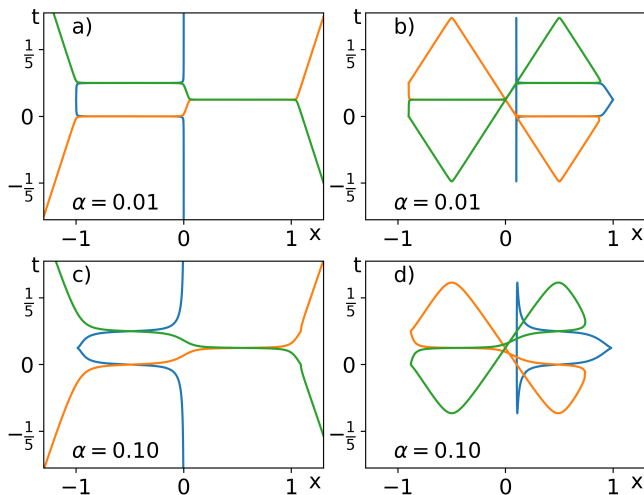 t a)
1/5
0
−1/5
α = 0.01
−1 0 1 x
t b)
1/5
0
−1/5
α = 0.01
−1 0 1 x
t c)
1/5
0
−1/5
α = 0.10
−1 0 1 x
t d)
1/5
0
−1/5
α = 0.10
−1 0 1 x